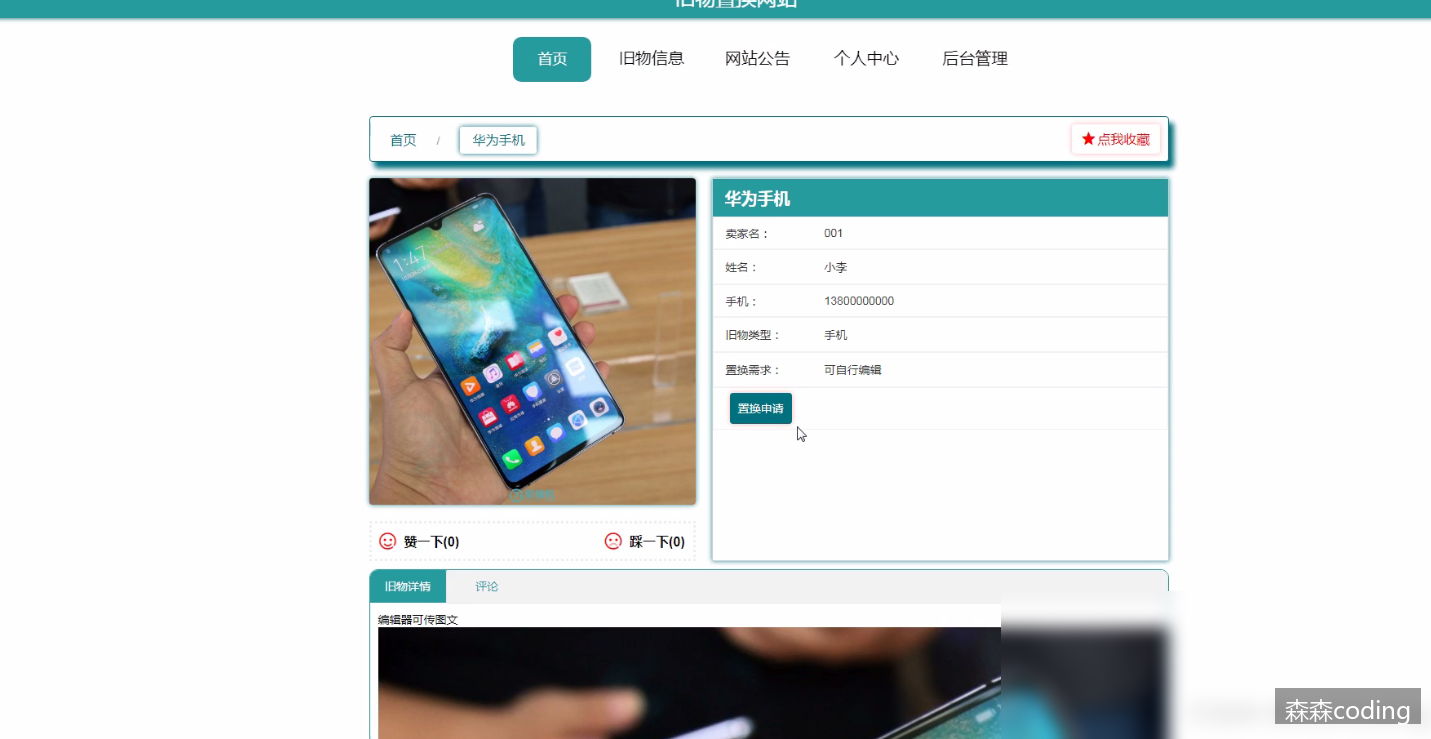 旧物置换网站
首页 旧物信息 网站公告 个人中心 后台管理
首页 / 华为手机 ★点我收藏
华为手机
卖家名： 001
姓名： 小李
手机： 13800000000
旧物类型： 手机
置换需求： 可自行编辑
置换申请
1:47
赞一下(0) 踩一下(0)
旧物详情 评论
编辑器可传图文
森森coding